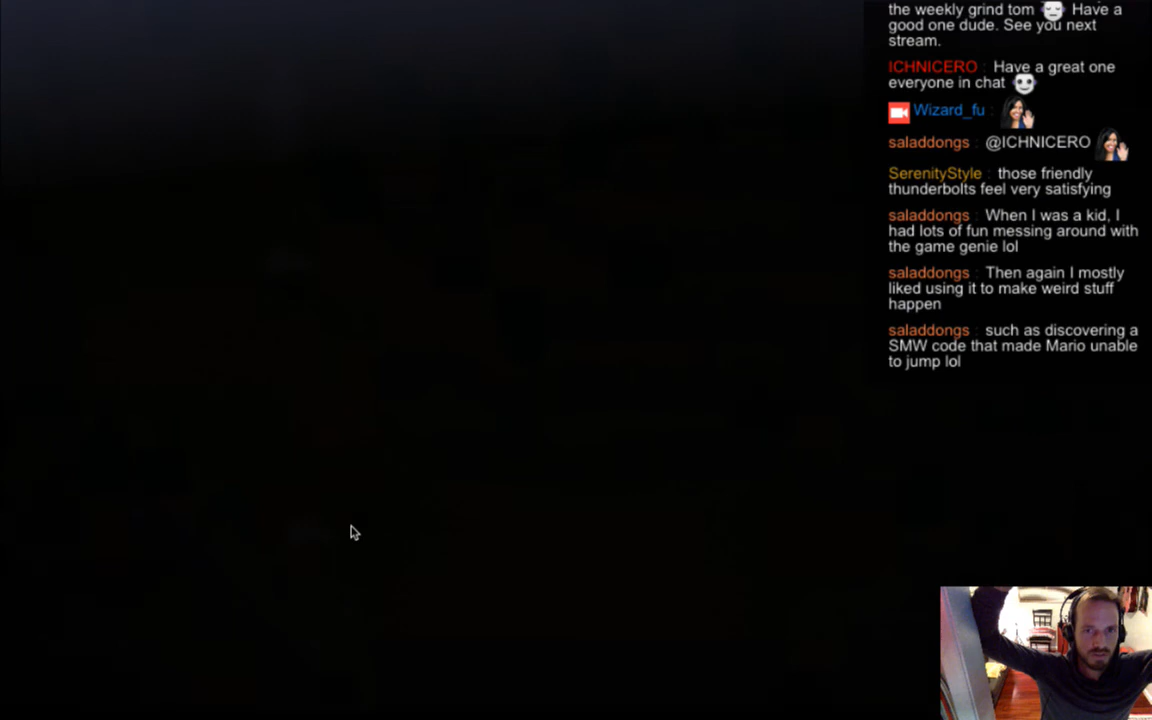 the weekly grind tom Have a
good one dude. See you next
stream.
ICHNICERO : Have a great one
everyone in chat
Wizard_fu :
saladdongs : @ICHNICERO
SerenityStyle : those friendly
thunderbolts feel very satisfying
saladdongs : When I was a kid, I
had lots of fun messing around with
the game genie lol
saladdongs : Then again I mostly
liked using it to make weird stuff
happen
saladdongs : such as discovering a
SMW code that made Mario unable
to jump lol